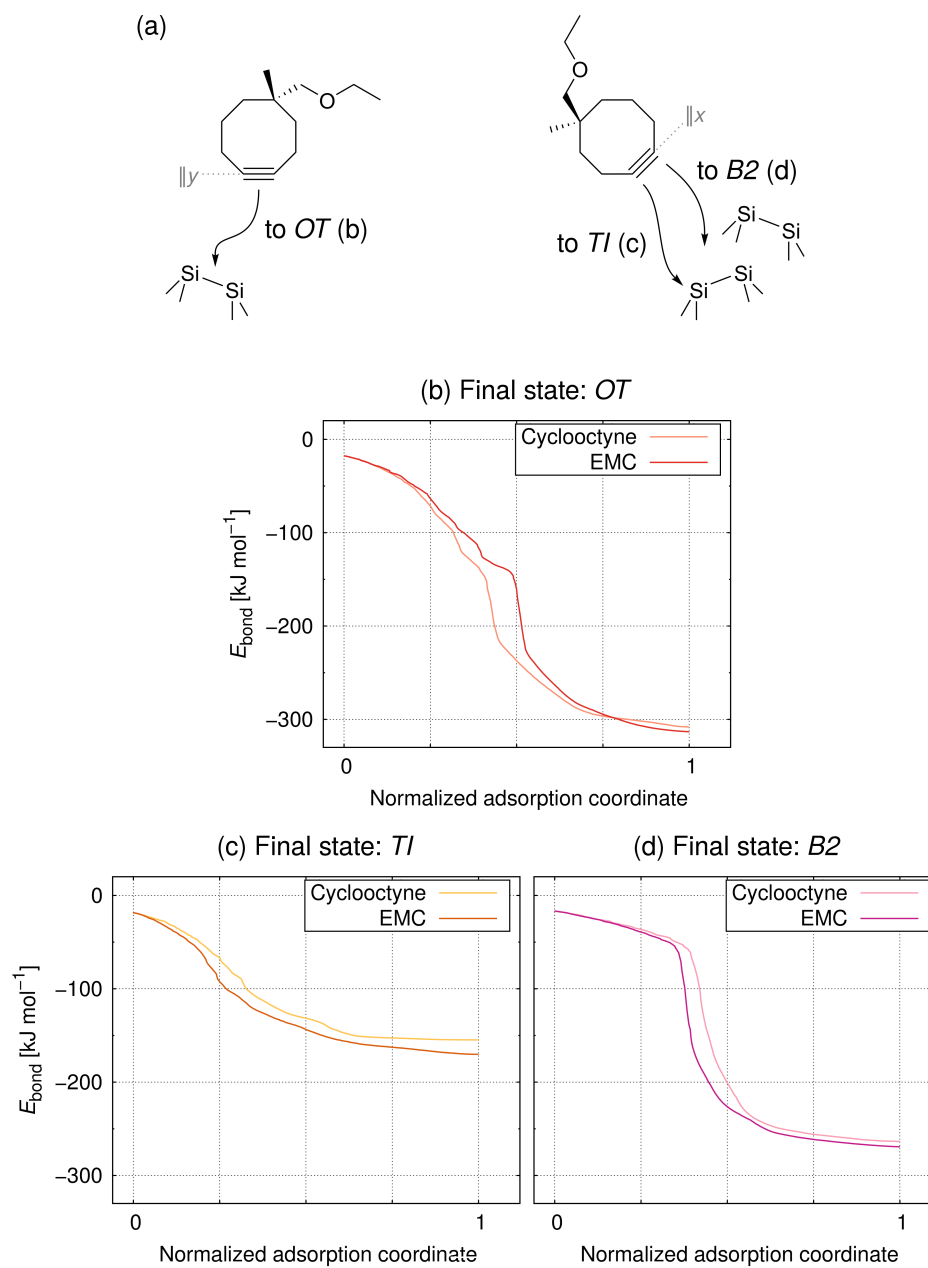 (a)
O
‖y
to OT (b)
Si
Si
O
‖x
to B2 (d)
to TI (c)
Si
Si
Si
Si
(b) Final state: OT
Cyclooctyne
EMC
0
−100
−200
−300
E_bond [kJ mol⁻¹]
0
1
Normalized adsorption coordinate
(c) Final state: TI
Cyclooctyne
EMC
0
−100
−200
−300
E_bond [kJ mol⁻¹]
0
1
Normalized adsorption coordinate
(d) Final state: B2
Cyclooctyne
EMC
0
1
Normalized adsorption coordinate